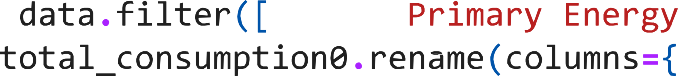 data.filter([         Primary Energy
total_consumption0.rename(columns={